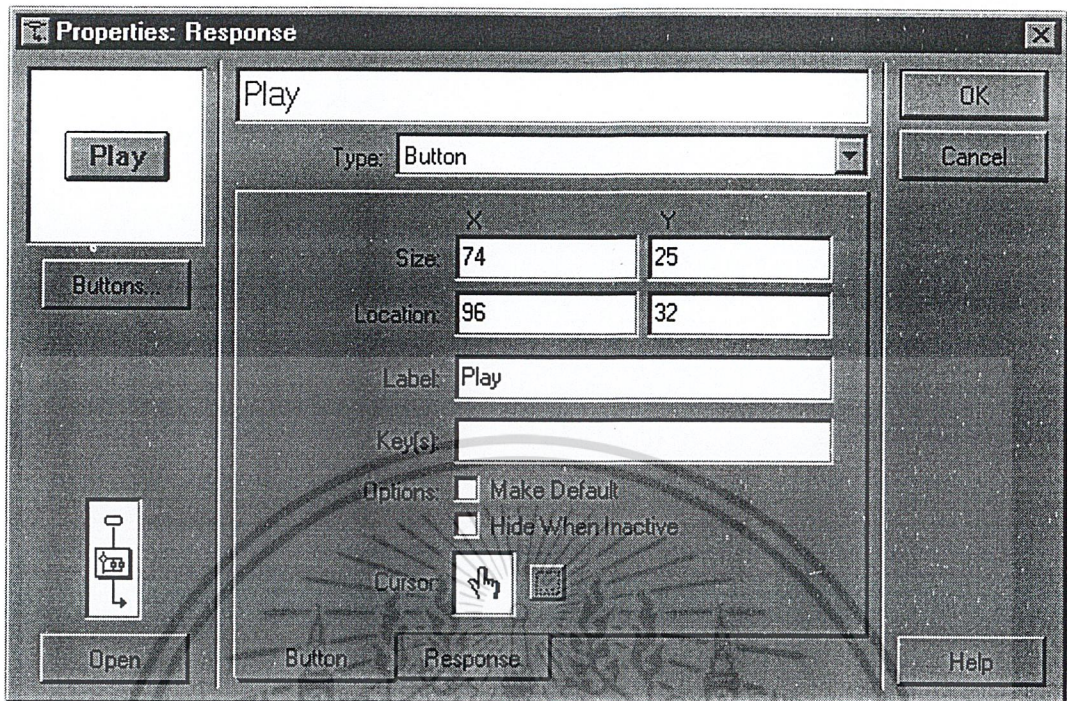 Properties: Response
Play
Play
OK
Type: Button
Cancel
X Y
Size: 74 25
Buttons...
Location: 96 32
Label: Play
Key(s):
Options: Make Default
Hide When Inactive
Cursor:
Open
Button Response
Help